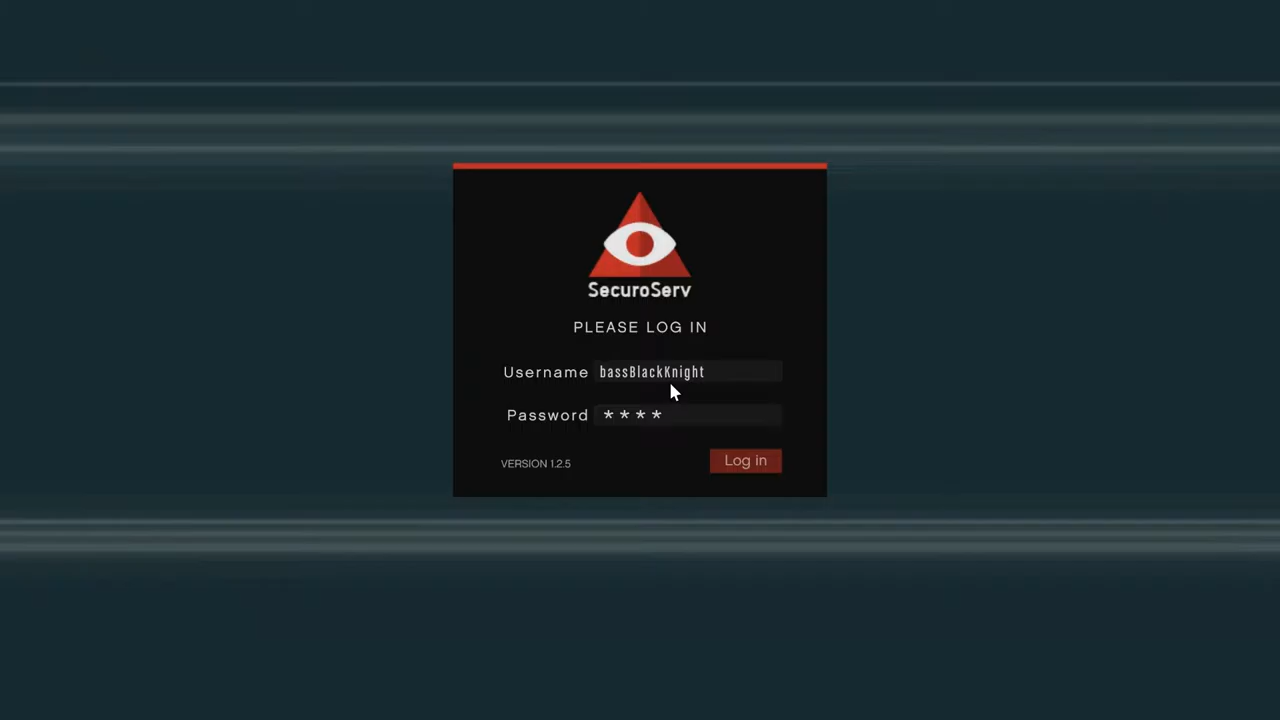 SecuroServ
PLEASE LOG IN
Username bassBlackKnight
Password ****
VERSION 1.2.5 Log in